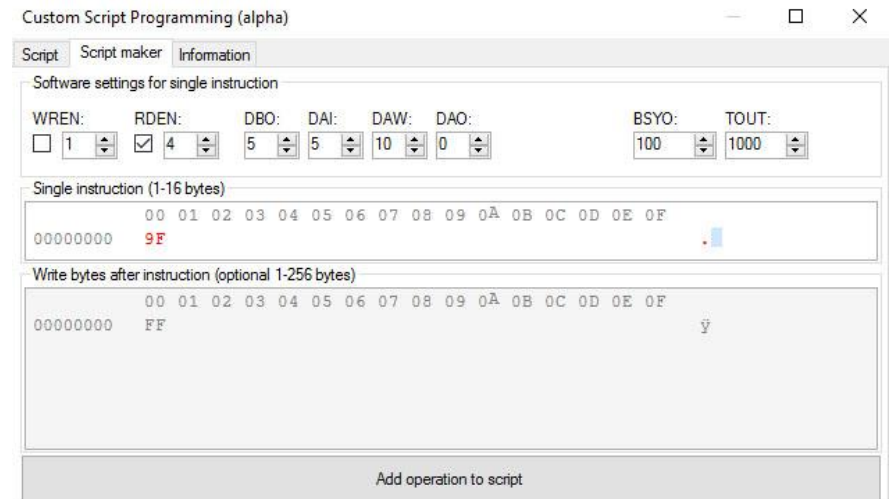 Custom Script Programming (alpha)
Script Script maker Information
Software settings for single instruction
WREN: RDEN: DBO: DAI: DAW: DAO: BSYO: TOUT:
1 4 5 5 10 0 100 1000
Single instruction (1-16 bytes)
00 01 02 03 04 05 06 07 08 09 0A 0B 0C 0D 0E 0F
00000000 9F .
Write bytes after instruction (optional 1-256 bytes)
00 01 02 03 04 05 06 07 08 09 0A 0B 0C 0D 0E 0F
00000000 FF ÿ
Add operation to script